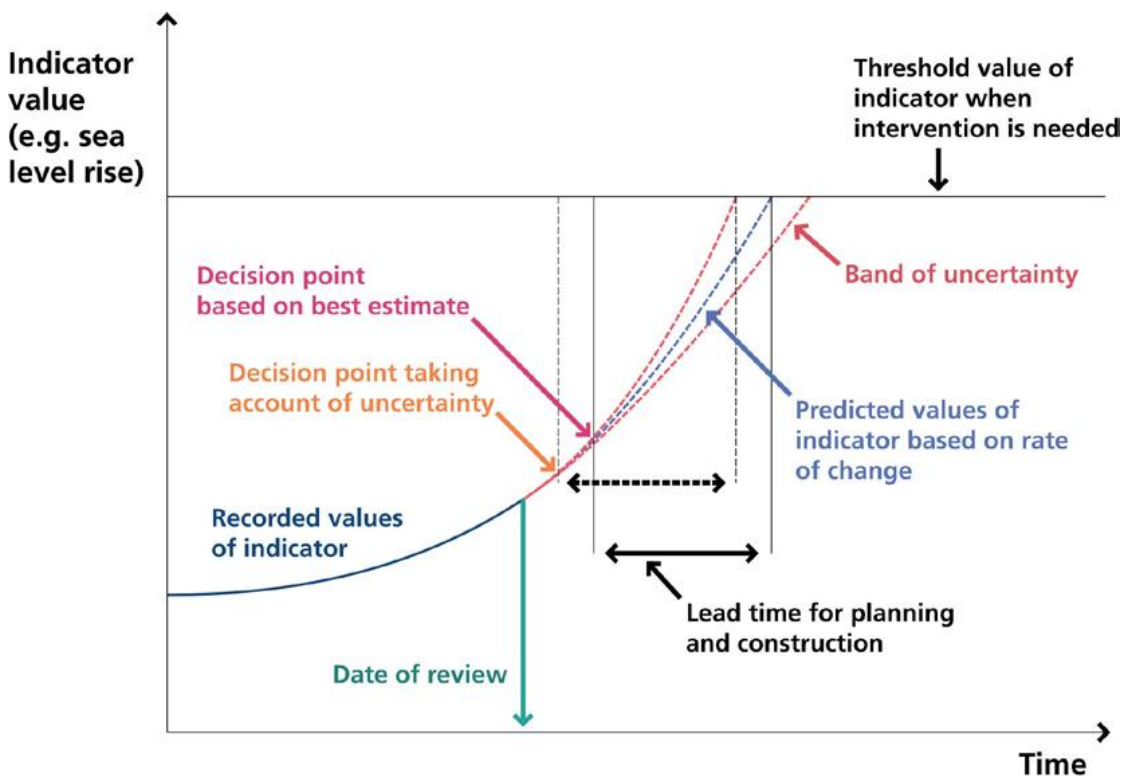 Indicator
value
(e.g. sea
level rise)
Threshold value of
indicator when
intervention is needed
Decision point
based on best estimate
Band of uncertainty
Decision point taking
account of uncertainty
Predicted values of
indicator based on rate
of change
Recorded values
of indicator
Lead time for planning
and construction
Date of review
Time